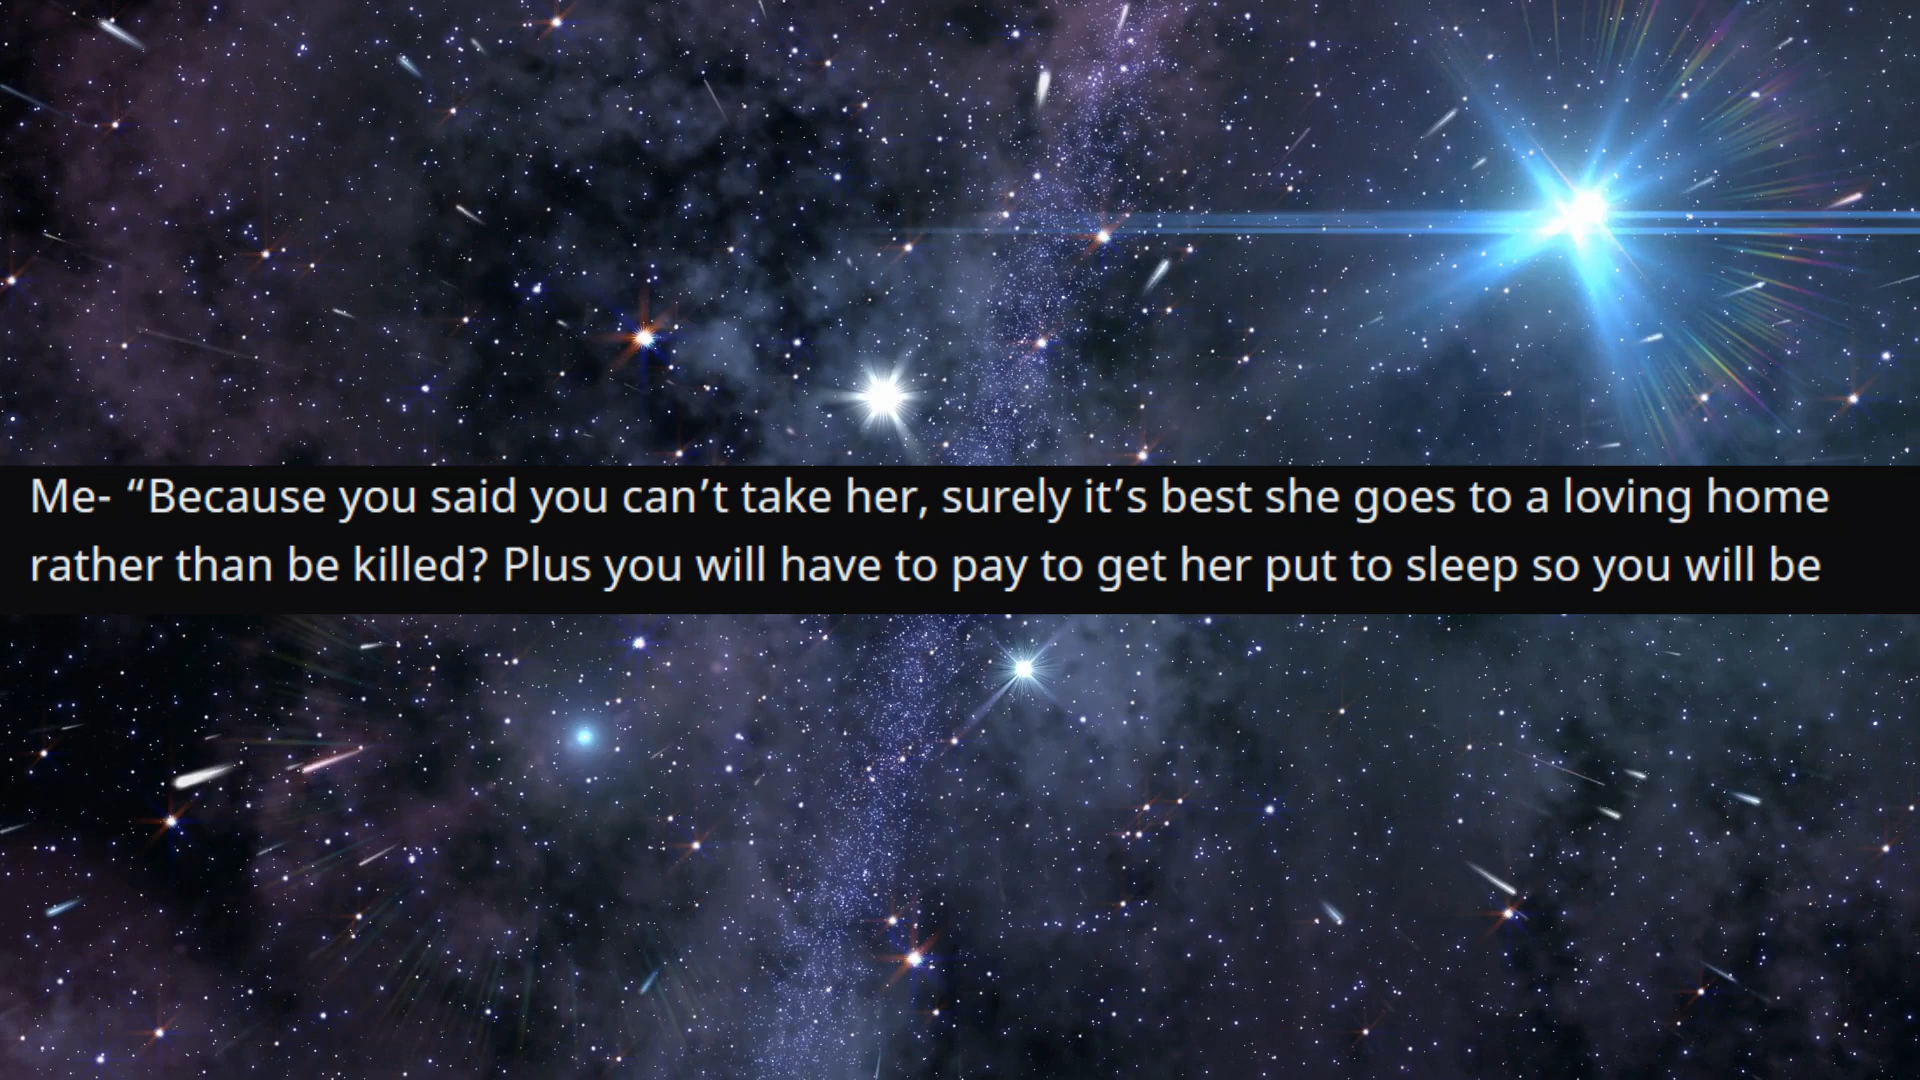 Me- “Because you said you can’t take her, surely it’s best she goes to a loving home
rather than be killed? Plus you will have to pay to get her put to sleep so you will be